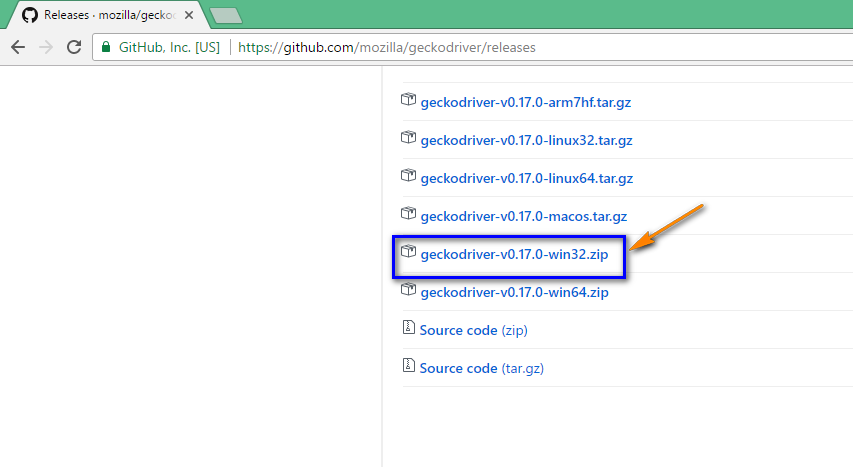 Releases · mozilla/gecko
GitHub, Inc. [US] https://github.com/mozilla/geckodriver/releases
geckodriver-v0.17.0-arm7hf.tar.gz
geckodriver-v0.17.0-linux32.tar.gz
geckodriver-v0.17.0-linux64.tar.gz
geckodriver-v0.17.0-macos.tar.gz
geckodriver-v0.17.0-win32.zip
geckodriver-v0.17.0-win64.zip
Source code (zip)
Source code (tar.gz)